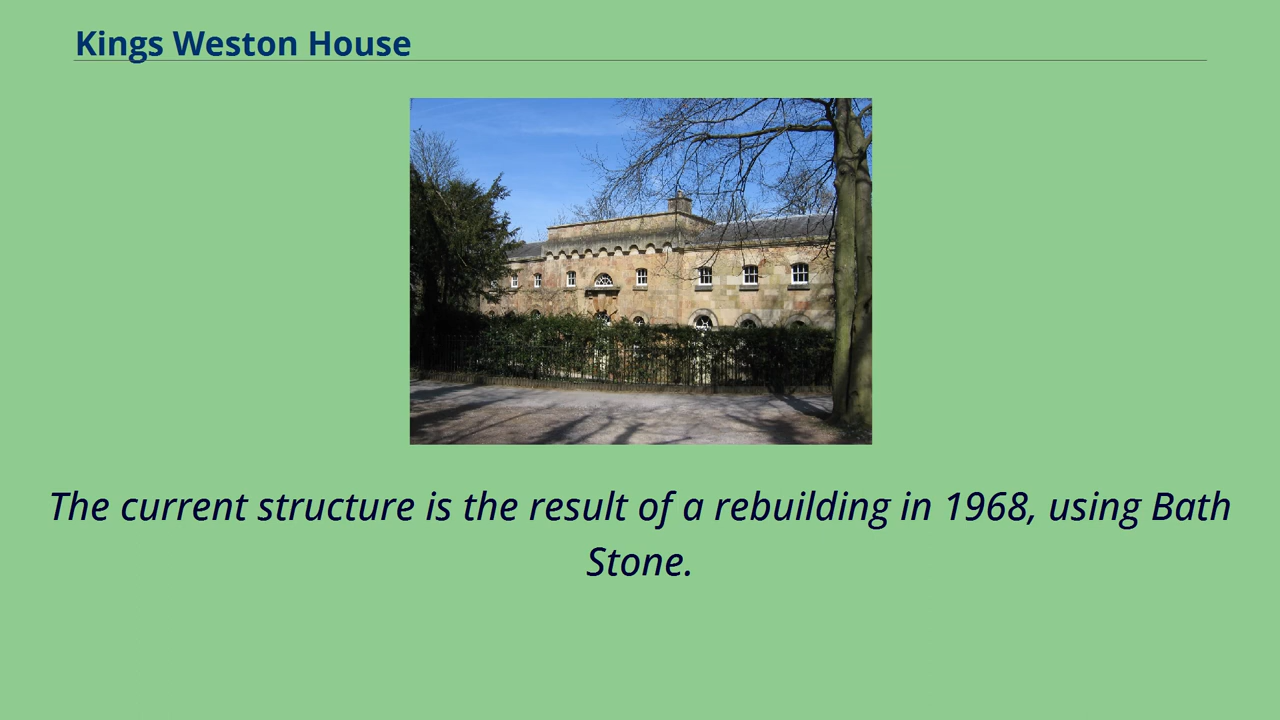 Kings Weston House
The current structure is the result of a rebuilding in 1968, using Bath
Stone.